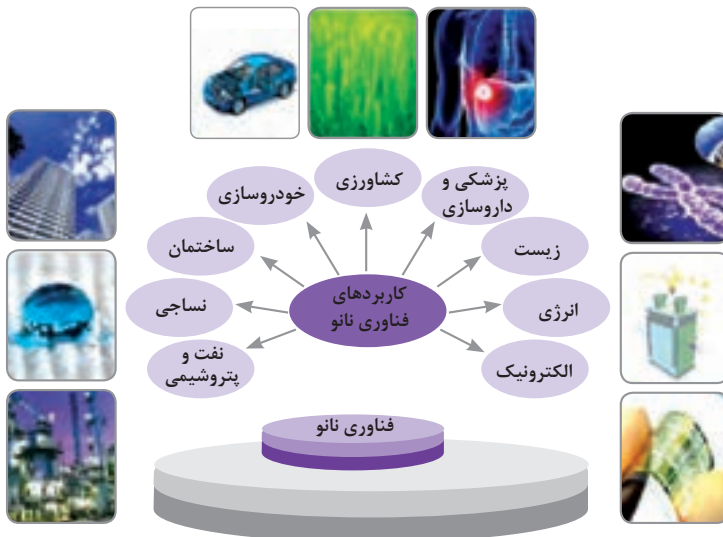 کشاورزی
پزشکی و
داروسازی
خودروسازی
زیست
ساختمان
انرژی
کاربردهای
فناوری نانو
نساجی
الکترونیک
نفت و
پتروشیمی
فناوری نانو